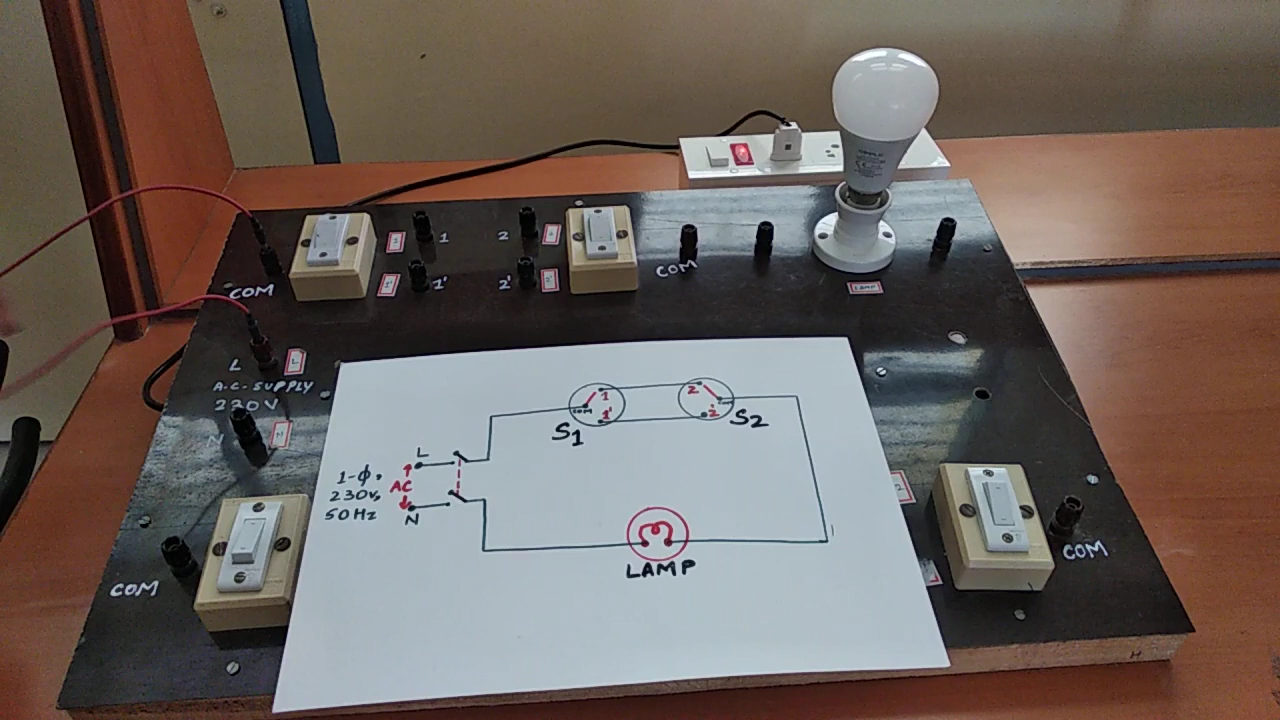 1
2
1'
2'
COM
COM
LAMP
L
L
A.C. SUPPLY
230V
N
N
COM
COM
COM
1
1'
2
2'
S1
S2
L
1-ϕ,
230V,
50Hz
AC
N
LAMP